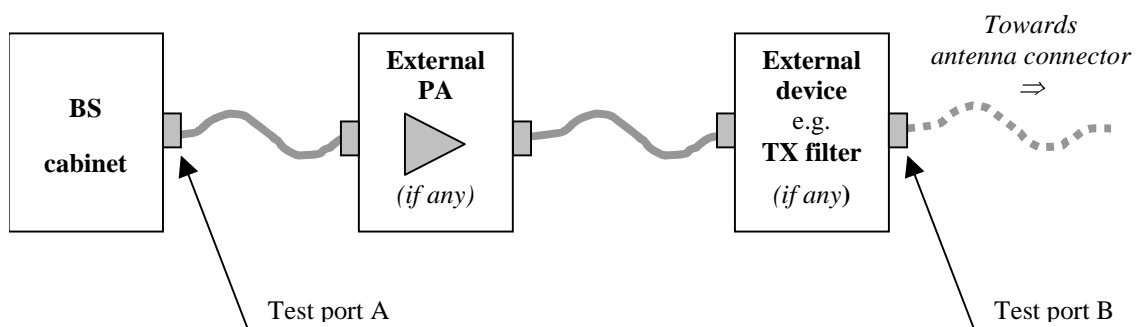 BS
cabinet
External
PA
(if any)
External
device
e.g.
TX filter
(if any)
Towards
antenna connector
⇒
Test port A
Test port B